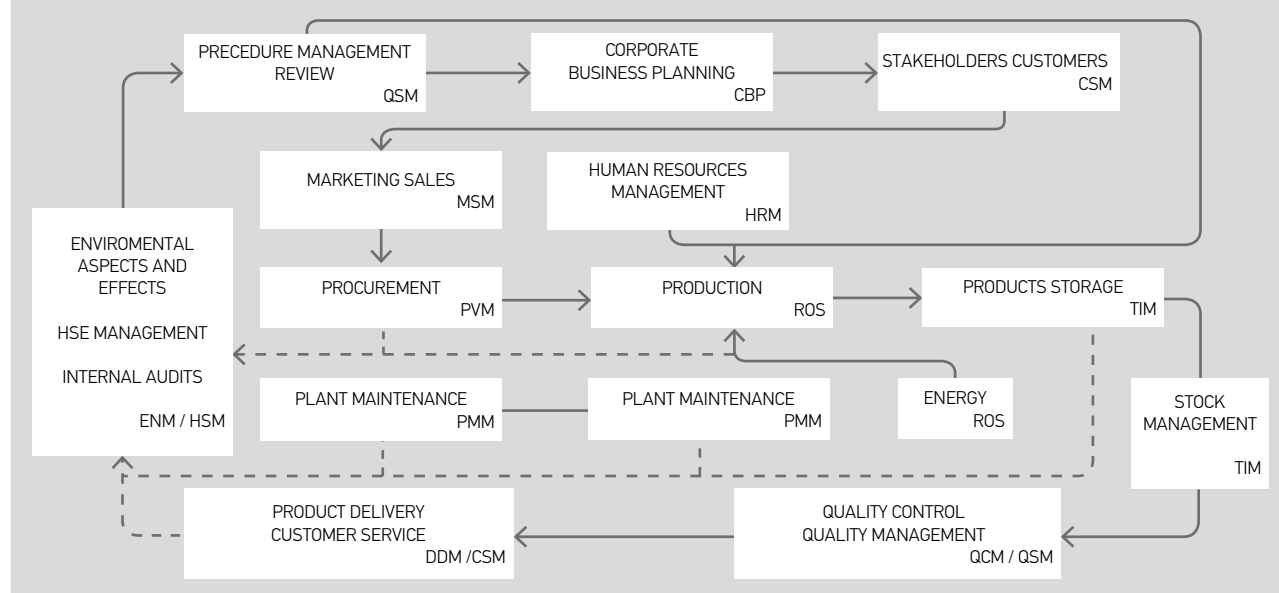 PRECEDURE MANAGEMENT
REVIEW
QSM
CORPORATE
BUSINESS PLANNING
CBP
STAKEHOLDERS CUSTOMERS
CSM
MARKETING SALES
MSM
HUMAN RESOURCES
MANAGEMENT
HRM
ENVIROMENTAL
ASPECTS AND
EFFECTS
HSE MANAGEMENT
INTERNAL AUDITS
ENM / HSM
PROCUREMENT
PVM
PRODUCTION
ROS
PRODUCTS STORAGE
TIM
PLANT MAINTENANCE
PMM
PLANT MAINTENANCE
PMM
ENERGY
ROS
STOCK
MANAGEMENT
TIM
PRODUCT DELIVERY
CUSTOMER SERVICE
DDM /CSM
QUALITY CONTROL
QUALITY MANAGEMENT
QCM / QSM